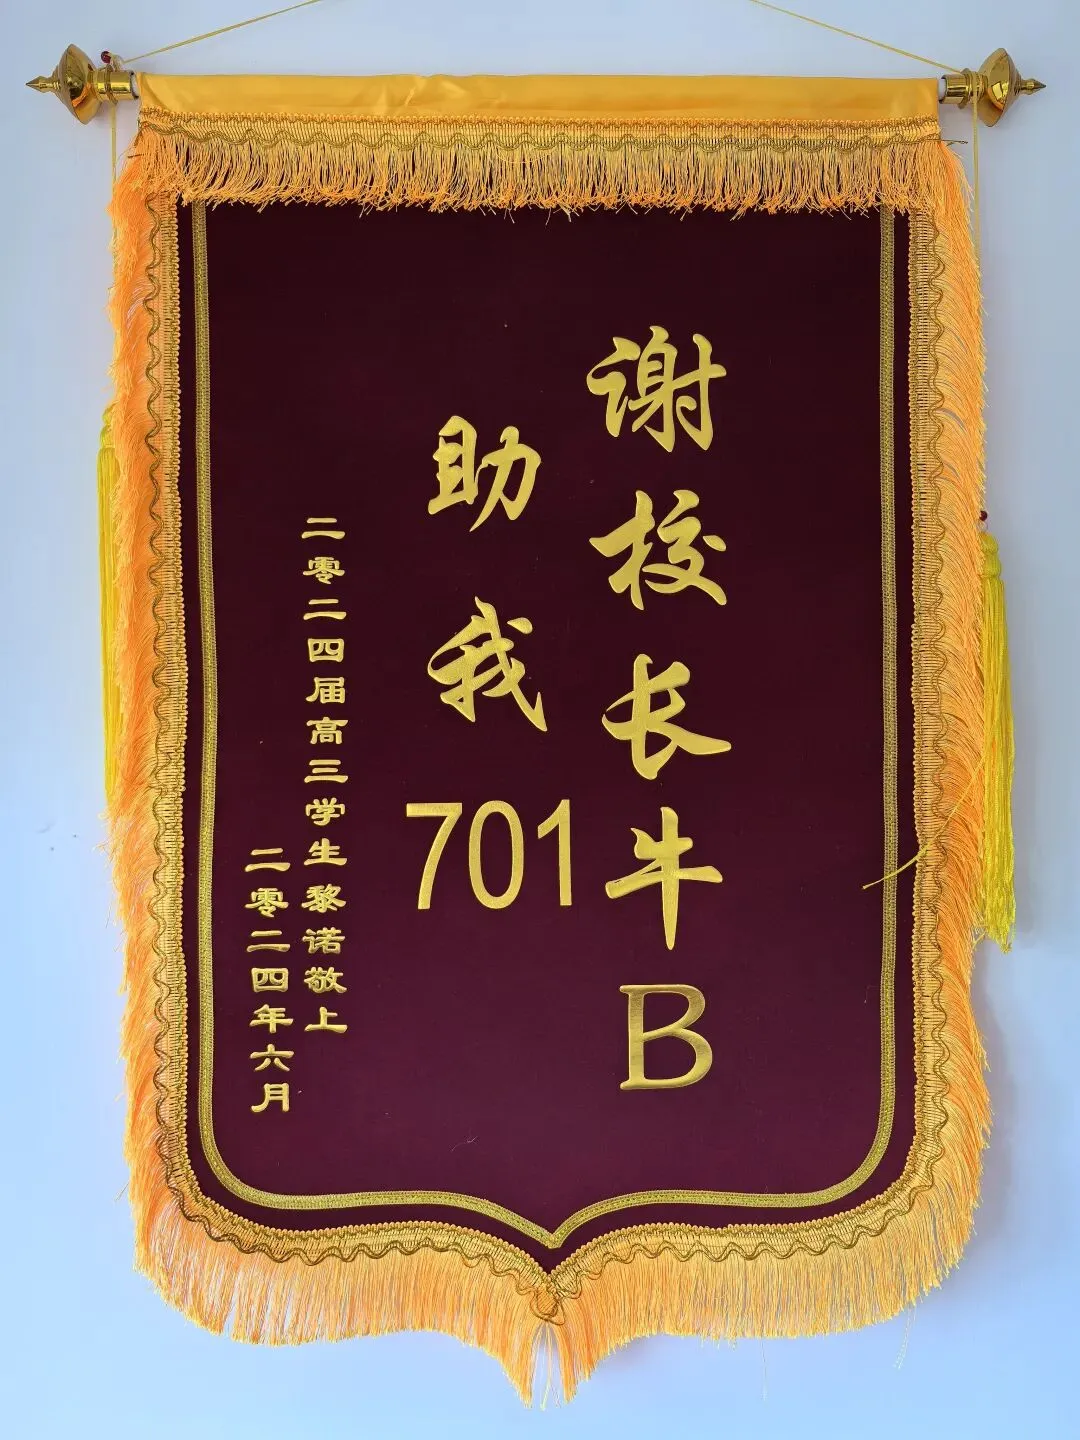 谢校长牛B
助我701
二零二四届高三学生黎诺敬上
二零二四年六月